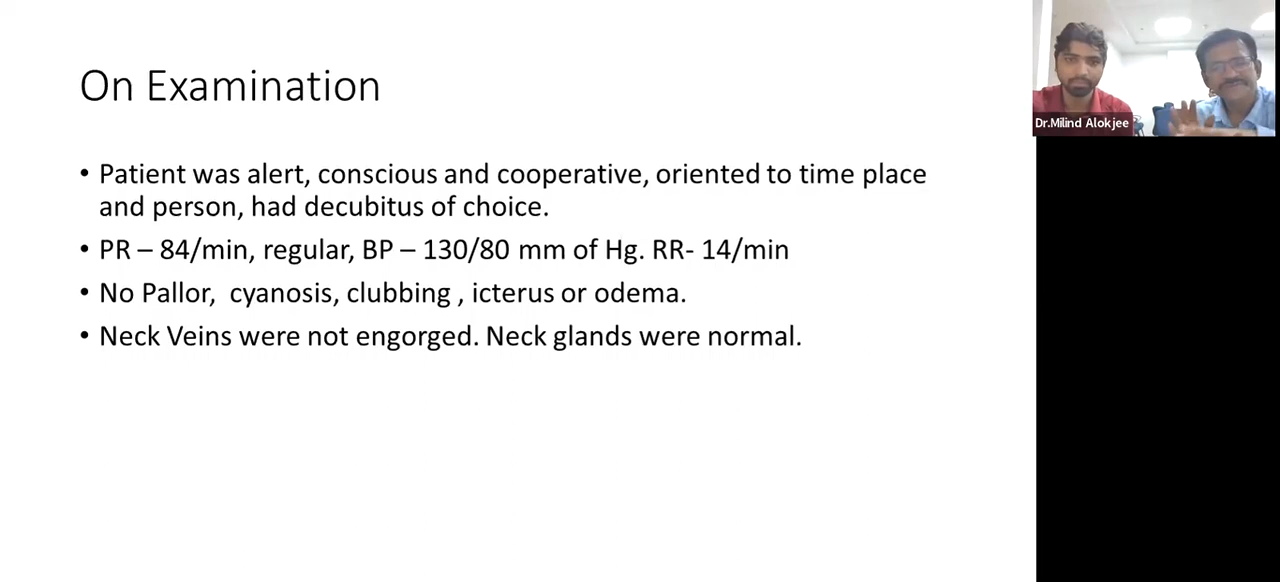 On Examination
• Patient was alert, conscious and cooperative, oriented to time place
and person, had decubitus of choice.
• PR – 84/min, regular, BP – 130/80 mm of Hg. RR- 14/min
• No Pallor,  cyanosis, clubbing , icterus or odema.
• Neck Veins were not engorged. Neck glands were normal.
Dr.Milind Alokjee